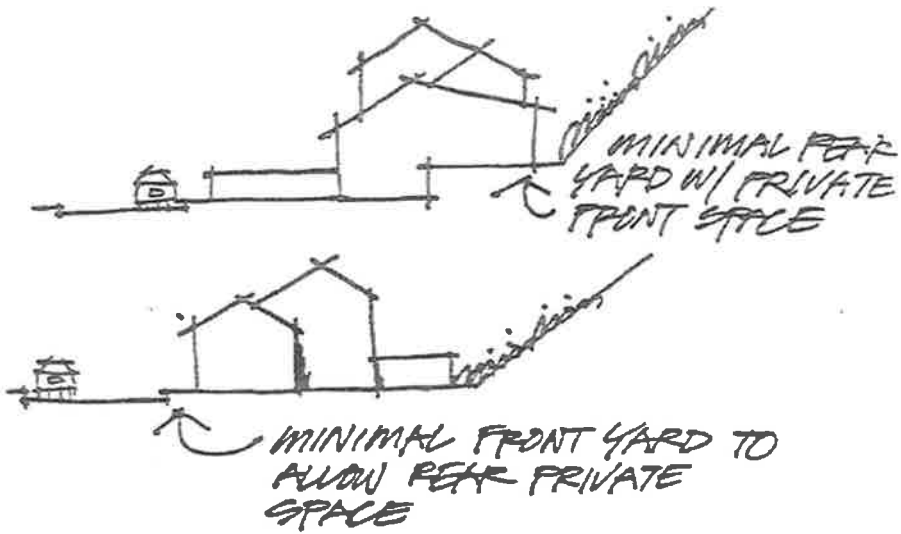 MINIMAL REAR
YARD W/ PRIVATE
FRONT SPACE
MINIMAL FRONT YARD TO
ALLOW REAR PRIVATE
SPACE